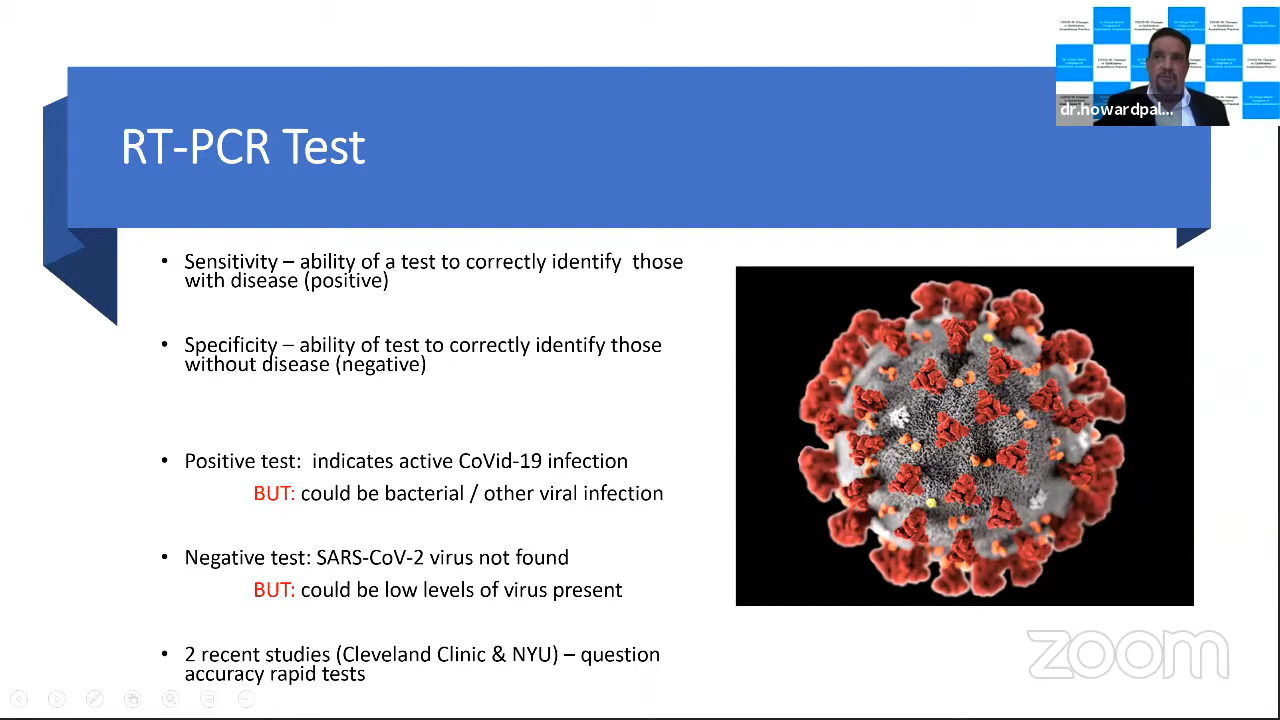 dr.howardpal...
RT-PCR Test
• Sensitivity – ability of a test to correctly identify  those
with disease (positive)
• Specificity – ability of test to correctly identify those
without disease (negative)
• Positive test:  indicates active CoVid-19 infection
BUT: could be bacterial / other viral infection
• Negative test: SARS-CoV-2 virus not found
BUT: could be low levels of virus present
• 2 recent studies (Cleveland Clinic & NYU) – question
accuracy rapid tests
zoom